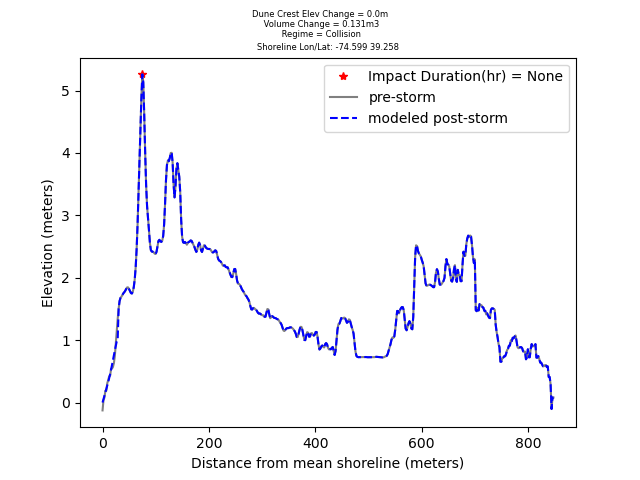 Dune Crest Elev Change = 0.0m
Volume Change = 0.131m3
Regime = Collision
Shoreline Lon/Lat: -74.599 39.258
Impact Duration(hr) = None
pre-storm
modeled post-storm
Elevation (meters)
5
4
3
2
1
0
0 200 400 600 800
Distance from mean shoreline (meters)